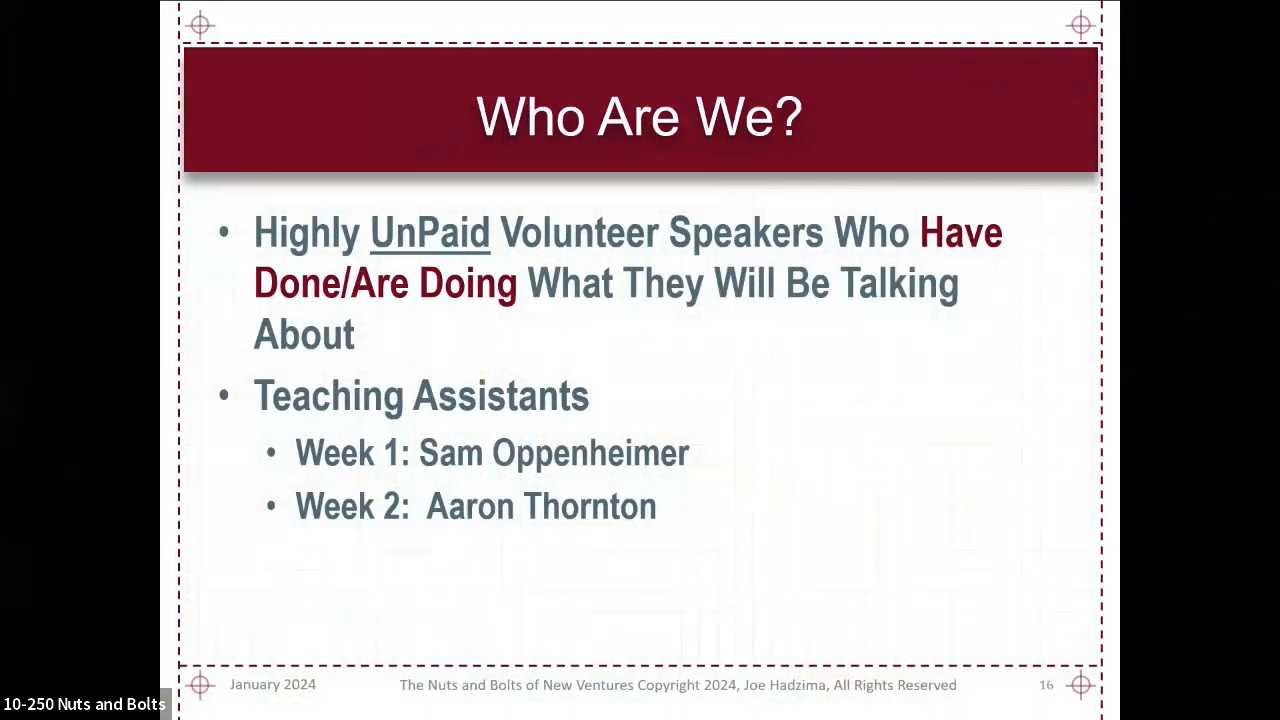 Who Are We?
• Highly UnPaid Volunteer Speakers Who Have
Done/Are Doing What They Will Be Talking
About
• Teaching Assistants
• Week 1: Sam Oppenheimer
• Week 2:  Aaron Thornton
January 2024
The Nuts and Bolts of New Ventures Copyright 2024, Joe Hadzima, All Rights Reserved
16
10-250 Nuts and Bolts